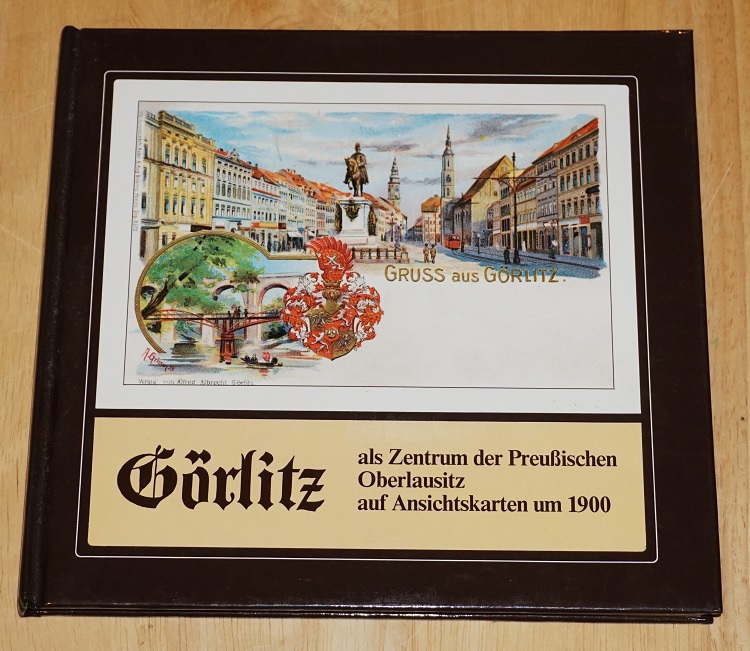 GRUSS aus GÖRLITZ.
Verlag von Alfred Albrecht, Görlitz
Görlitz
als Zentrum der Preußischen
Oberlausitz
auf Ansichtskarten um 1900